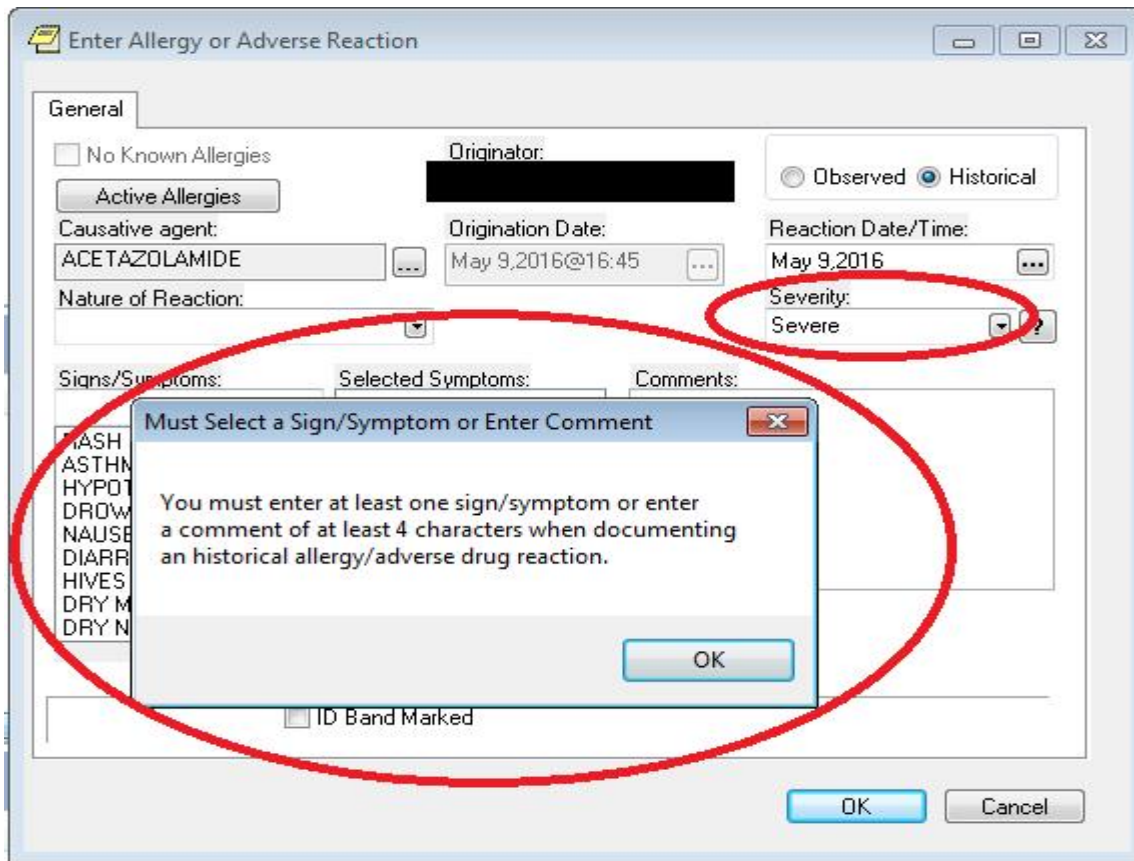 Enter Allergy or Adverse Reaction
General
No Known Allergies
Originator:
Observed Historical
Active Allergies
Causative agent:
Origination Date:
Reaction Date/Time:
ACETAZOLAMIDE ...
May 9,2016@16:45 ...
May 9,2016 ...
Nature of Reaction:
Severity:
Severe ?
Signs/Symptoms:
Selected Symptoms:
Comments:
Must Select a Sign/Symptom or Enter Comment
RASH
ASTHM
HYPOT
DROW
NAUSE
DIARR
HIVES
DRY M
DRY N
You must enter at least one sign/symptom or enter
a comment of at least 4 characters when documenting
an historical allergy/adverse drug reaction.
OK
ID Band Marked
OK Cancel